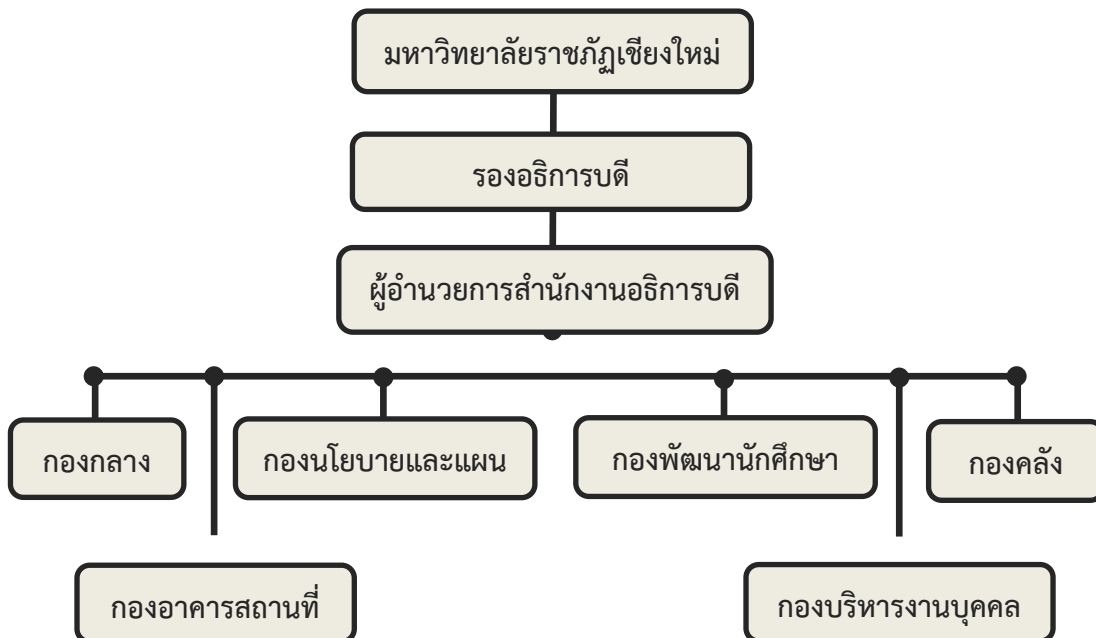 มหาวิทยาลัยราชภัฏเชียงใหม่
รองอธิการบดี
ผู้อำนวยการสำนักงานอธิการบดี
กองกลาง
กองนโยบายและแผน
กองพัฒนานักศึกษา
กองคลัง
กองอาคารสถานที่
กองบริหารงานบุคคล